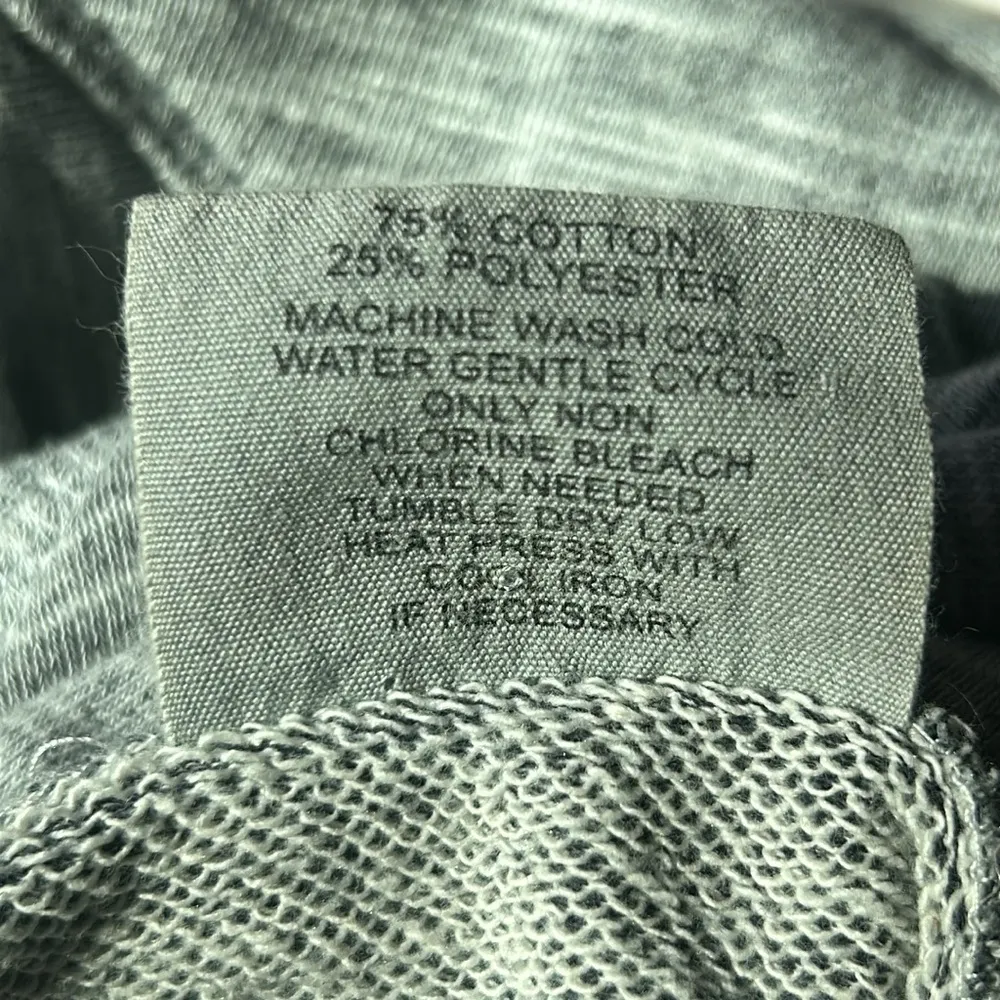 75% COTTON
25% POLYESTER
MACHINE WASH COLD
WATER GENTLE CYCLE
ONLY NON
CHLORINE BLEACH
WHEN NEEDED
TUMBLE DRY LOW
HEAT PRESS WITH
COOL IRON
IF NECESSARY